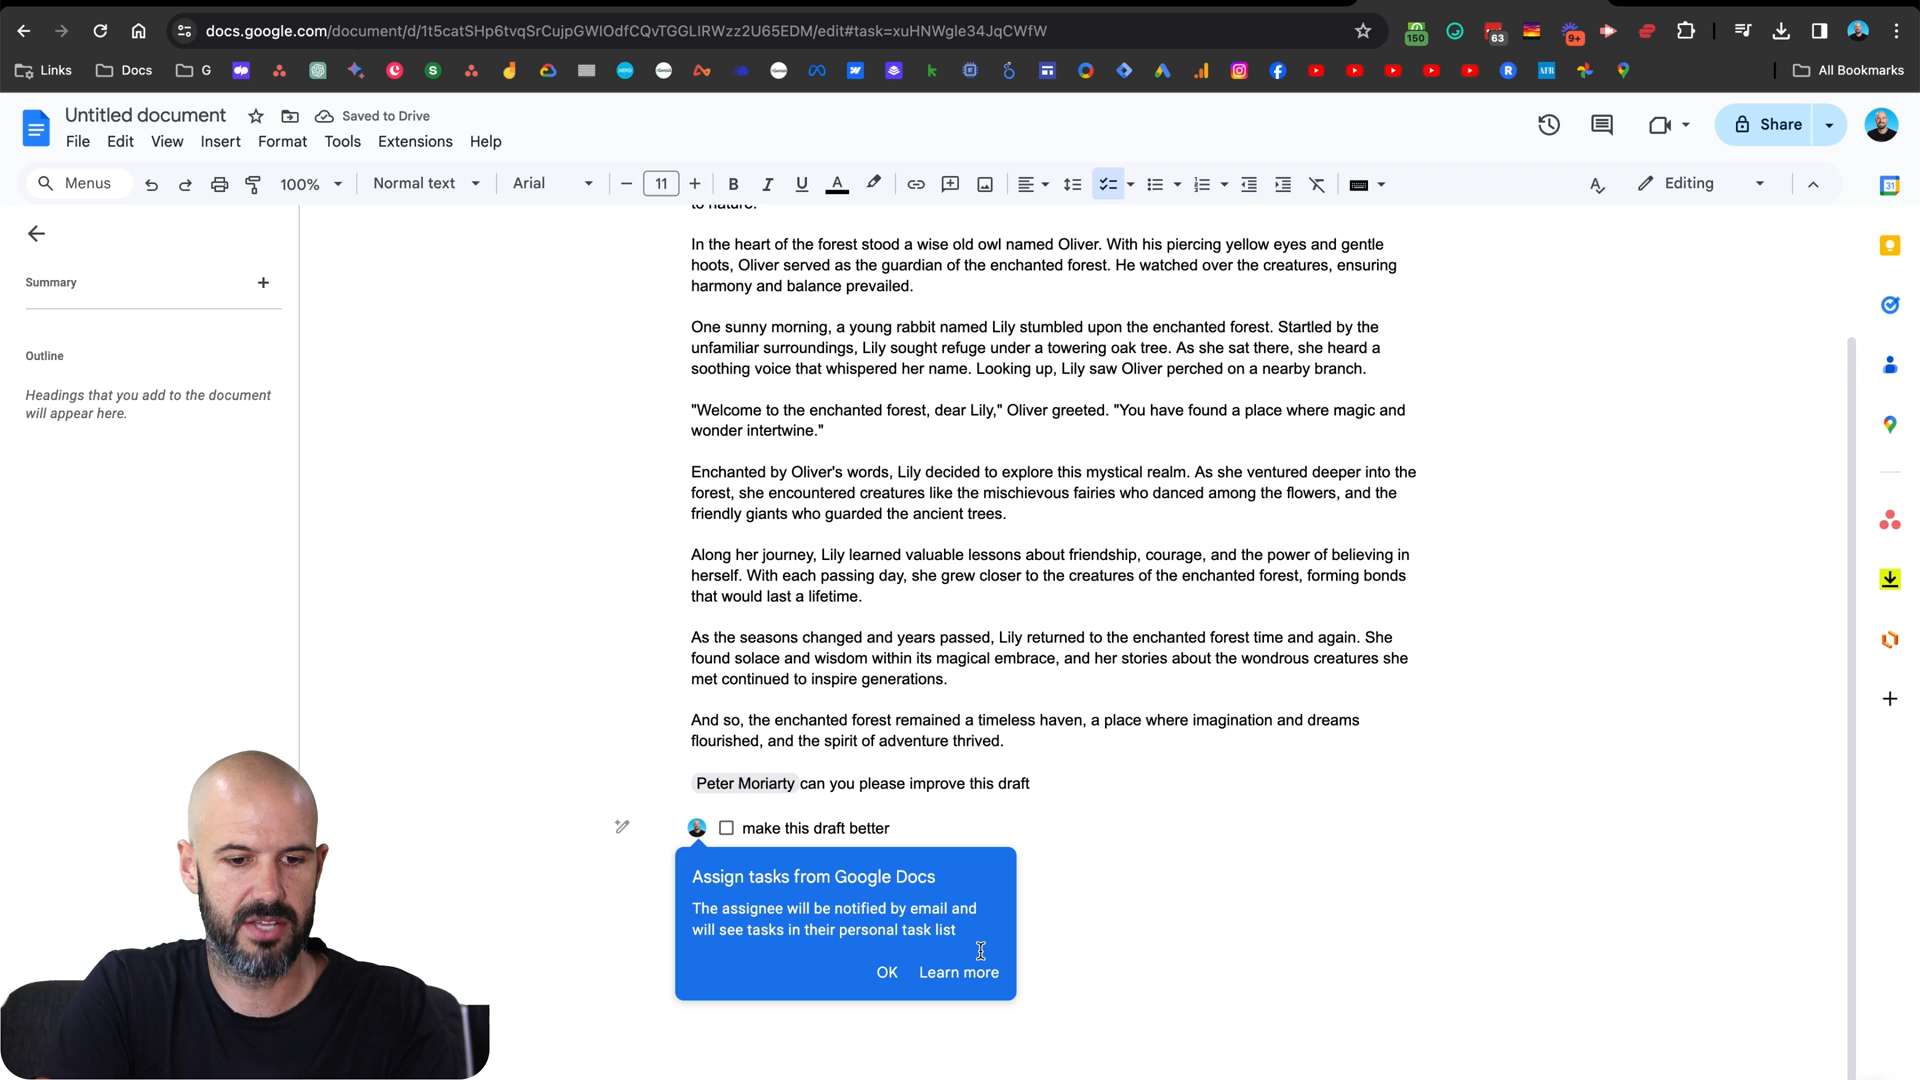 docs.google.com/document/d/1t5catSHp6tvqSrCujpGWIOdfCQvTGGLIRWzz2U65EDM/edit#task=xuHNWgle34JqCWfW
150
63
9+
Links
Docs
G
All Bookmarks
Untitled document
Saved to Drive
File Edit View Insert Format Tools Extensions Help
Share
Menus
100%
Normal text
Arial
11
Editing
31
to nature.
Summary
Outline
Headings that you add to the document
will appear here.
In the heart of the forest stood a wise old owl named Oliver. With his piercing yellow eyes and gentle
hoots, Oliver served as the guardian of the enchanted forest. He watched over the creatures, ensuring
harmony and balance prevailed.
One sunny morning, a young rabbit named Lily stumbled upon the enchanted forest. Startled by the
unfamiliar surroundings, Lily sought refuge under a towering oak tree. As she sat there, she heard a
soothing voice that whispered her name. Looking up, Lily saw Oliver perched on a nearby branch.
"Welcome to the enchanted forest, dear Lily," Oliver greeted. "You have found a place where magic and
wonder intertwine."
Enchanted by Oliver's words, Lily decided to explore this mystical realm. As she ventured deeper into the
forest, she encountered creatures like the mischievous fairies who danced among the flowers, and the
friendly giants who guarded the ancient trees.
Along her journey, Lily learned valuable lessons about friendship, courage, and the power of believing in
herself. With each passing day, she grew closer to the creatures of the enchanted forest, forming bonds
that would last a lifetime.
As the seasons changed and years passed, Lily returned to the enchanted forest time and again. She
found solace and wisdom within its magical embrace, and her stories about the wondrous creatures she
met continued to inspire generations.
And so, the enchanted forest remained a timeless haven, a place where imagination and dreams
flourished, and the spirit of adventure thrived.
Peter Moriarty can you please improve this draft
make this draft better
Assign tasks from Google Docs
The assignee will be notified by email and
will see tasks in their personal task list
OK Learn more